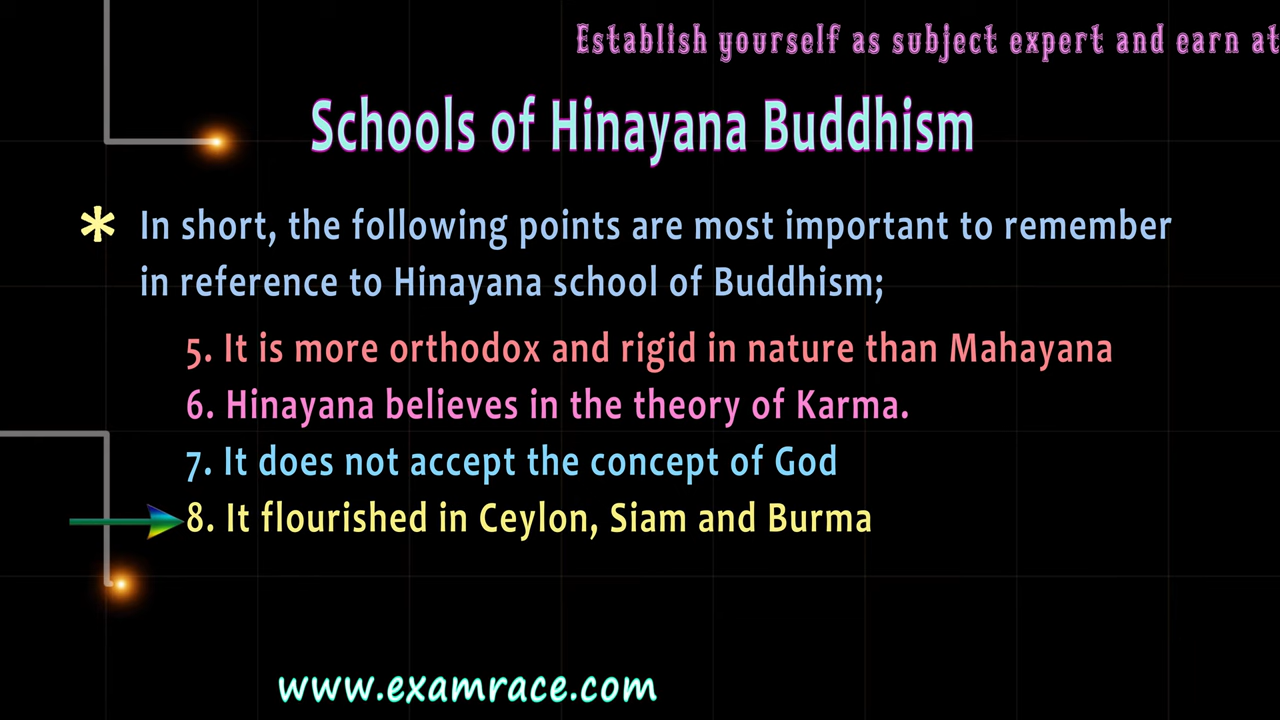 Establish yourself as subject expert and earn at
Schools of Hinayana Buddhism
* In short, the following points are most important to remember
in reference to Hinayana school of Buddhism;
5. It is more orthodox and rigid in nature than Mahayana
6. Hinayana believes in the theory of Karma.
7. It does not accept the concept of God
8. It flourished in Ceylon, Siam and Burma
www.examrace.com